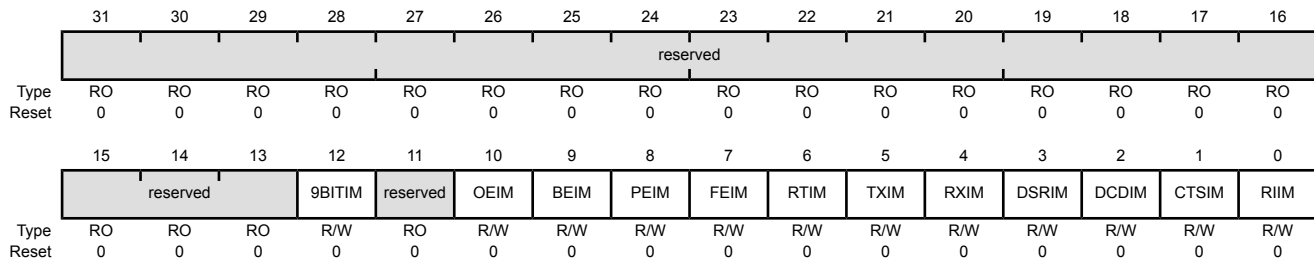 31 30 29 28 27 26 25 24 23 22 21 20 19 18 17 16
reserved
Type RO RO RO RO RO RO RO RO RO RO RO RO RO RO RO RO
Reset 0 0 0 0 0 0 0 0 0 0 0 0 0 0 0 0
15 14 13 12 11 10 9 8 7 6 5 4 3 2 1 0
reserved 9BITIM reserved OEIM BEIM PEIM FEIM RTIM TXIM RXIM DSRIM DCDIM CTSIM RIIM
Type RO RO RO R/W RO R/W R/W R/W R/W R/W R/W R/W R/W R/W R/W R/W
Reset 0 0 0 0 0 0 0 0 0 0 0 0 0 0 0 0